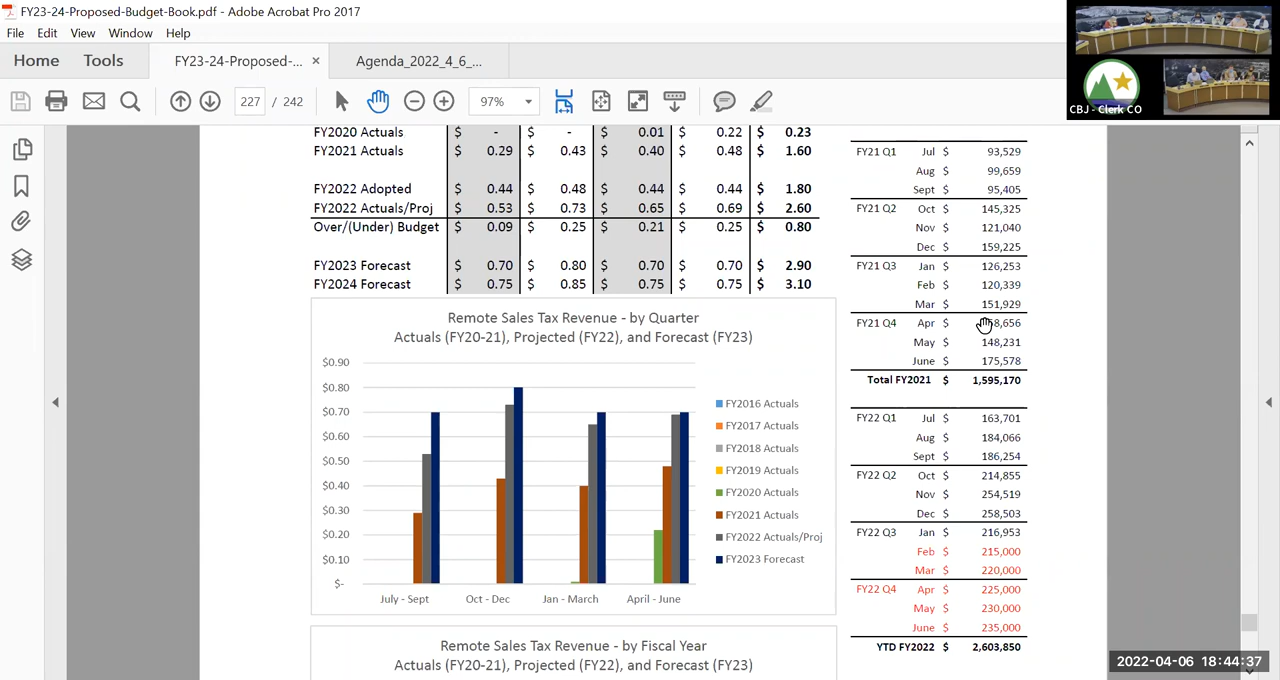 FY23-24-Proposed-Budget-Book.pdf - Adobe Acrobat Pro 2017
File Edit View Window Help
Home Tools FY23-24-Proposed-... × Agenda_2022_4_6_...
227 / 242 97%
CBJ - Clerk CO
FY2020 Actuals $ - $ - $ 0.01 $ 0.22 $ 0.23
FY2021 Actuals $ 0.29 $ 0.43 $ 0.40 $ 0.48 $ 1.60
FY2022 Adopted $ 0.44 $ 0.48 $ 0.44 $ 0.44 $ 1.80
FY2022 Actuals/Proj $ 0.53 $ 0.73 $ 0.65 $ 0.69 $ 2.60
Over/(Under) Budget $ 0.09 $ 0.25 $ 0.21 $ 0.25 $ 0.80
FY2023 Forecast $ 0.70 $ 0.80 $ 0.70 $ 0.70 $ 2.90
FY2024 Forecast $ 0.75 $ 0.85 $ 0.75 $ 0.75 $ 3.10
Remote Sales Tax Revenue - by Quarter
Actuals (FY20-21), Projected (FY22), and Forecast (FY23)
$0.90
$0.80
$0.70
$0.60
$0.50
$0.40
$0.30
$0.20
$0.10
$-
July - Sept Oct - Dec Jan - March April - June
FY2016 Actuals
FY2017 Actuals
FY2018 Actuals
FY2019 Actuals
FY2020 Actuals
FY2021 Actuals
FY2022 Actuals/Proj
FY2023 Forecast
Remote Sales Tax Revenue - by Fiscal Year
Actuals (FY20-21), Projected (FY22), and Forecast (FY23)
FY21 Q1 Jul $ 93,529
Aug $ 99,659
Sept $ 95,405
FY21 Q2 Oct $ 145,325
Nov $ 121,040
Dec $ 159,225
FY21 Q3 Jan $ 126,253
Feb $ 120,339
Mar $ 151,929
FY21 Q4 Apr $
May $ 148,231
June $ 175,578
Total FY2021 $ 1,595,170
FY22 Q1 Jul $ 163,701
Aug $ 184,066
Sept $ 186,254
FY22 Q2 Oct $ 214,855
Nov $ 254,519
Dec $ 258,503
FY22 Q3 Jan $ 216,953
Feb $ 215,000
Mar $ 220,000
FY22 Q4 Apr $ 225,000
May $ 230,000
June $ 235,000
YTD FY2022 $ 2,603,850
2022-04-06 18:44:37